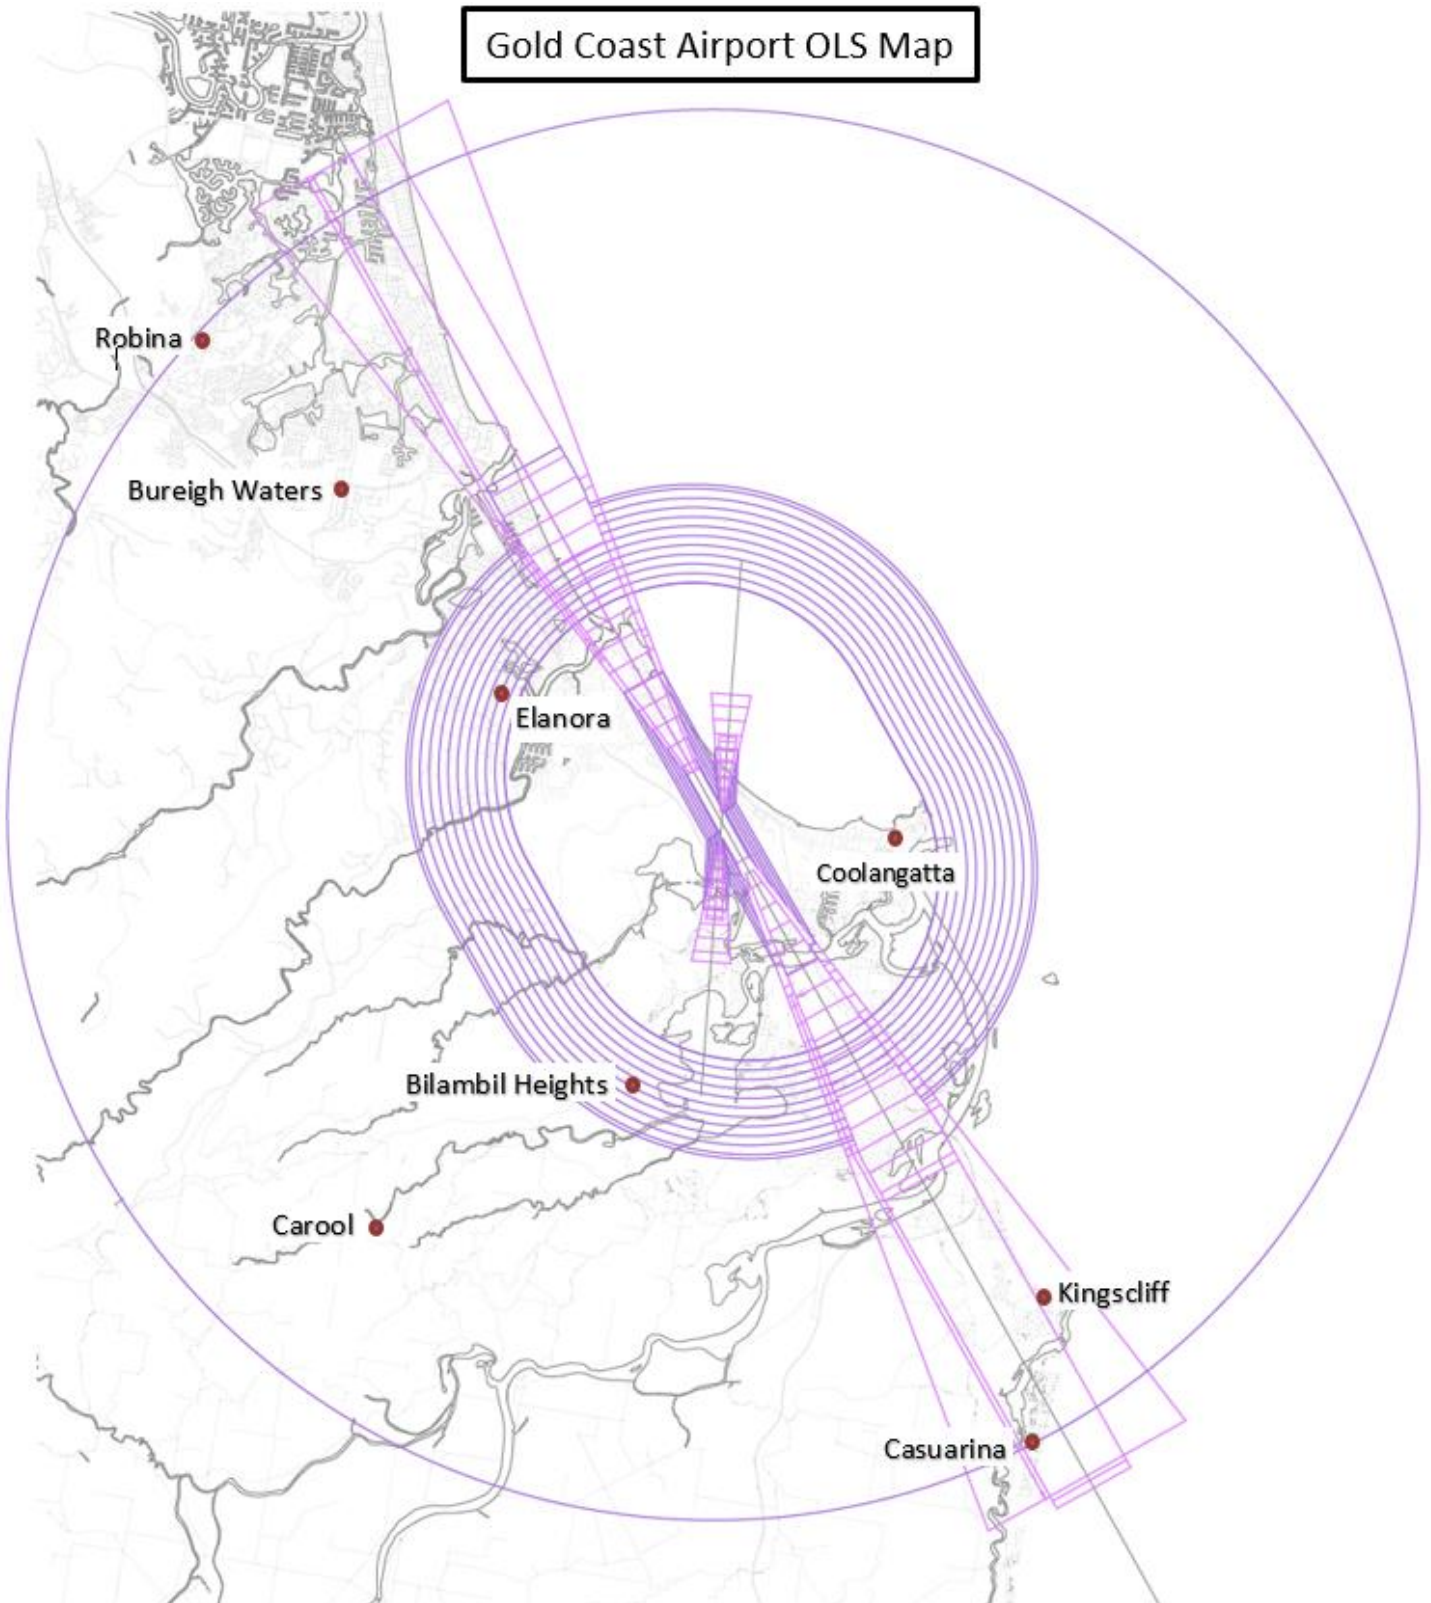 Gold Coast Airport OLS Map
Robina
Bureigh Waters
Elanora
Coolangatta
Bilambil Heights
Carool
Kingscliff
Casuarina